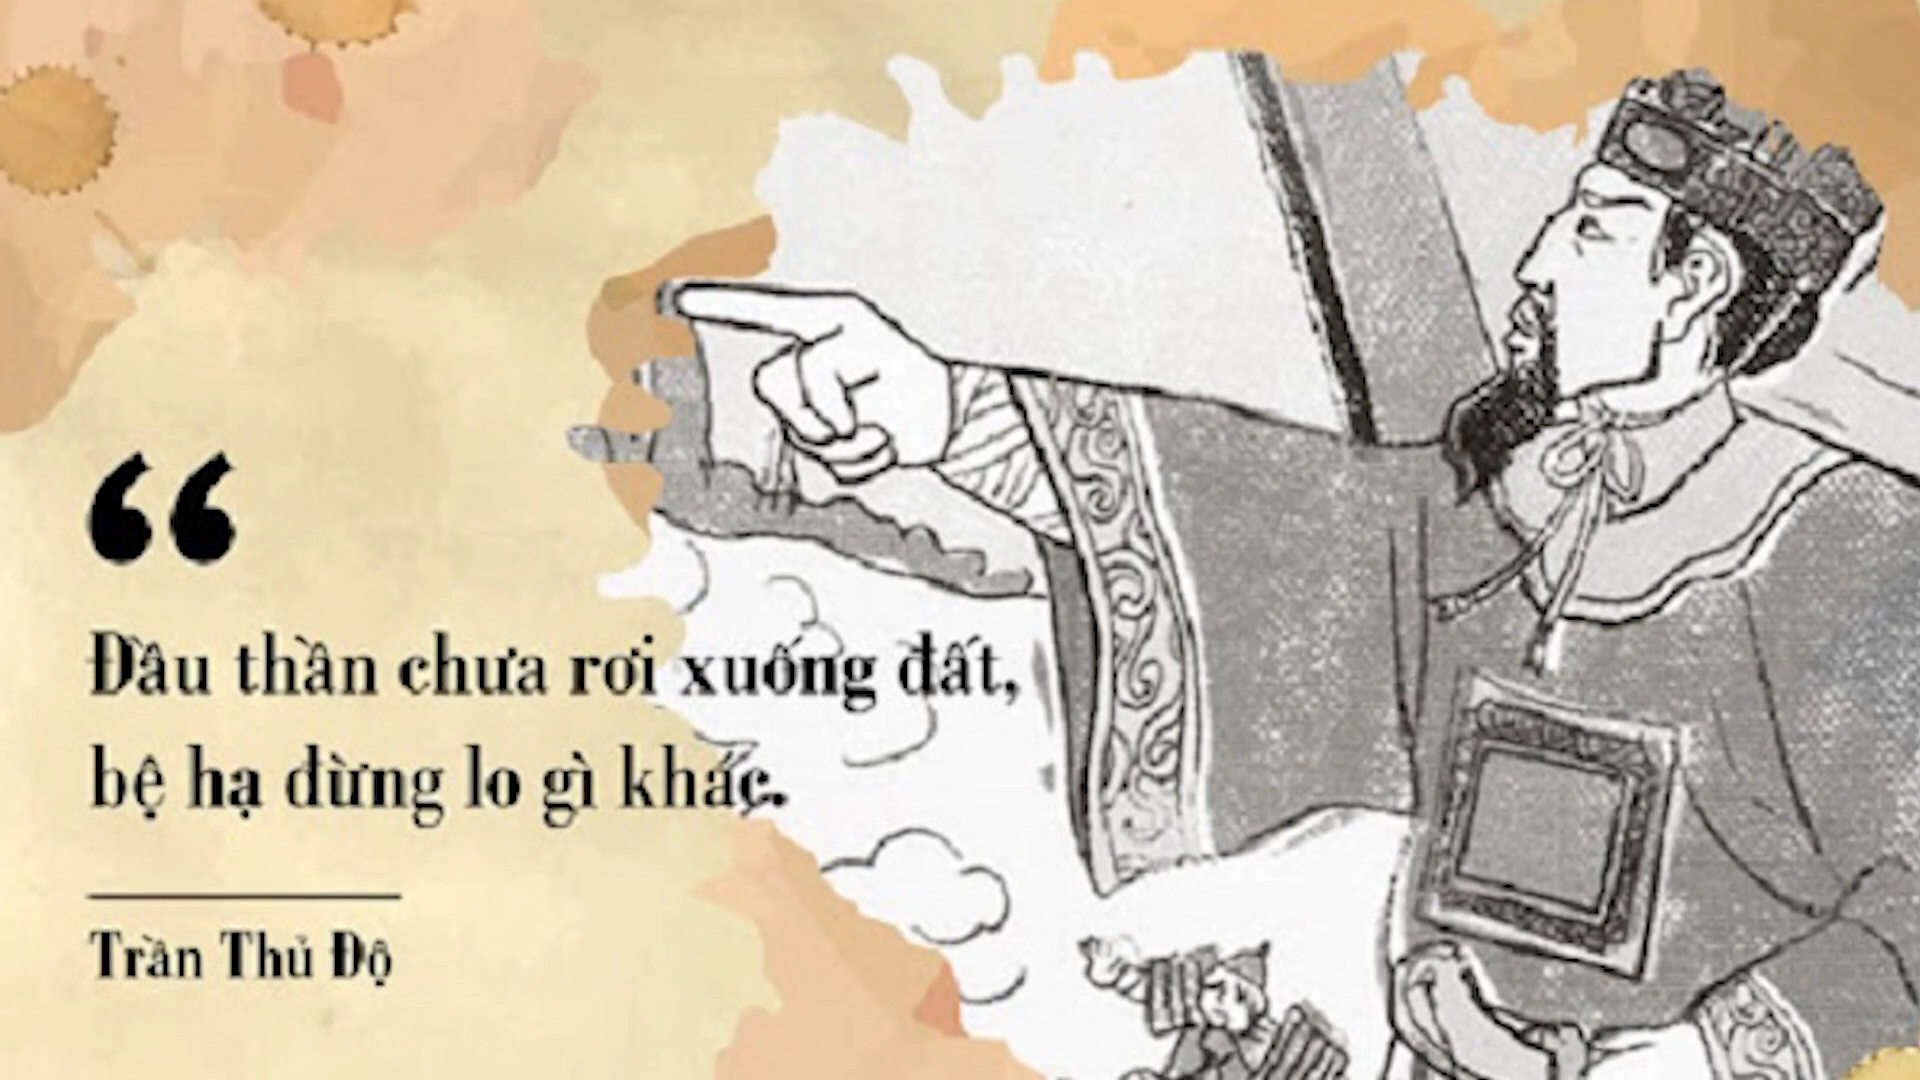 “
Đầu thần chưa rơi xuống đất,
bệ hạ đừng lo gì khác.
Trần Thủ Độ